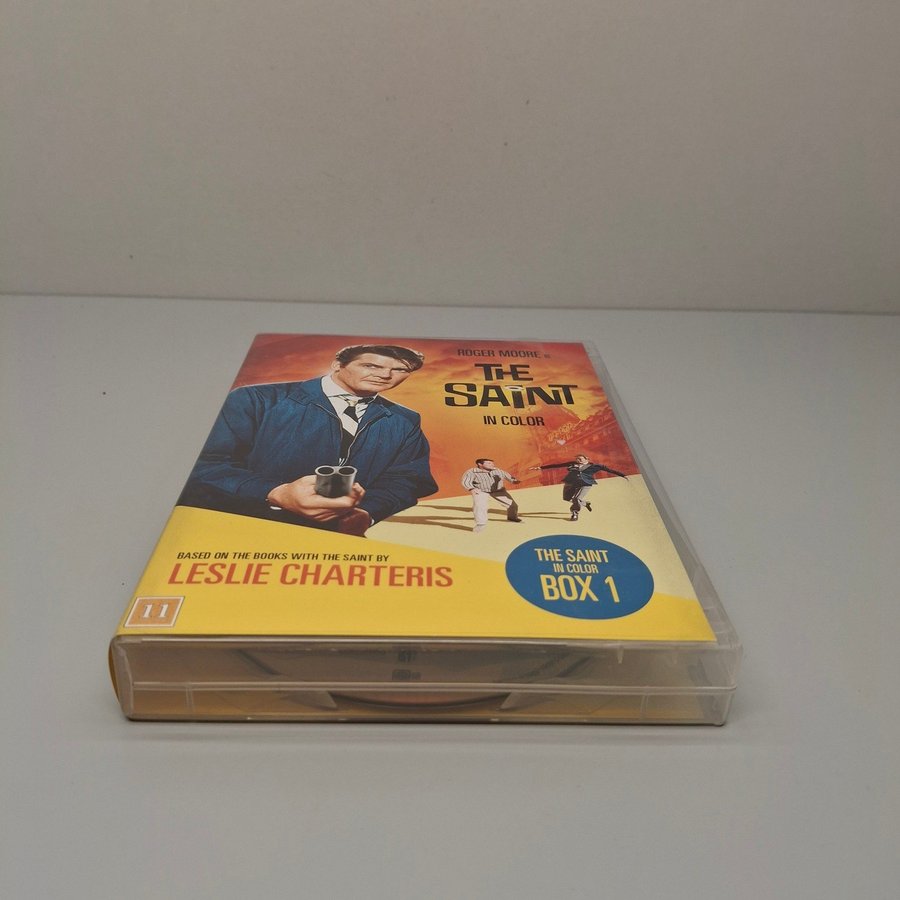 ROGER MOORE IS
THE
SAINT
IN COLOR
BASED ON THE BOOKS WITH THE SAINT BY
LESLIE CHARTERIS
THE SAINT
IN COLOR
BOX 1
11